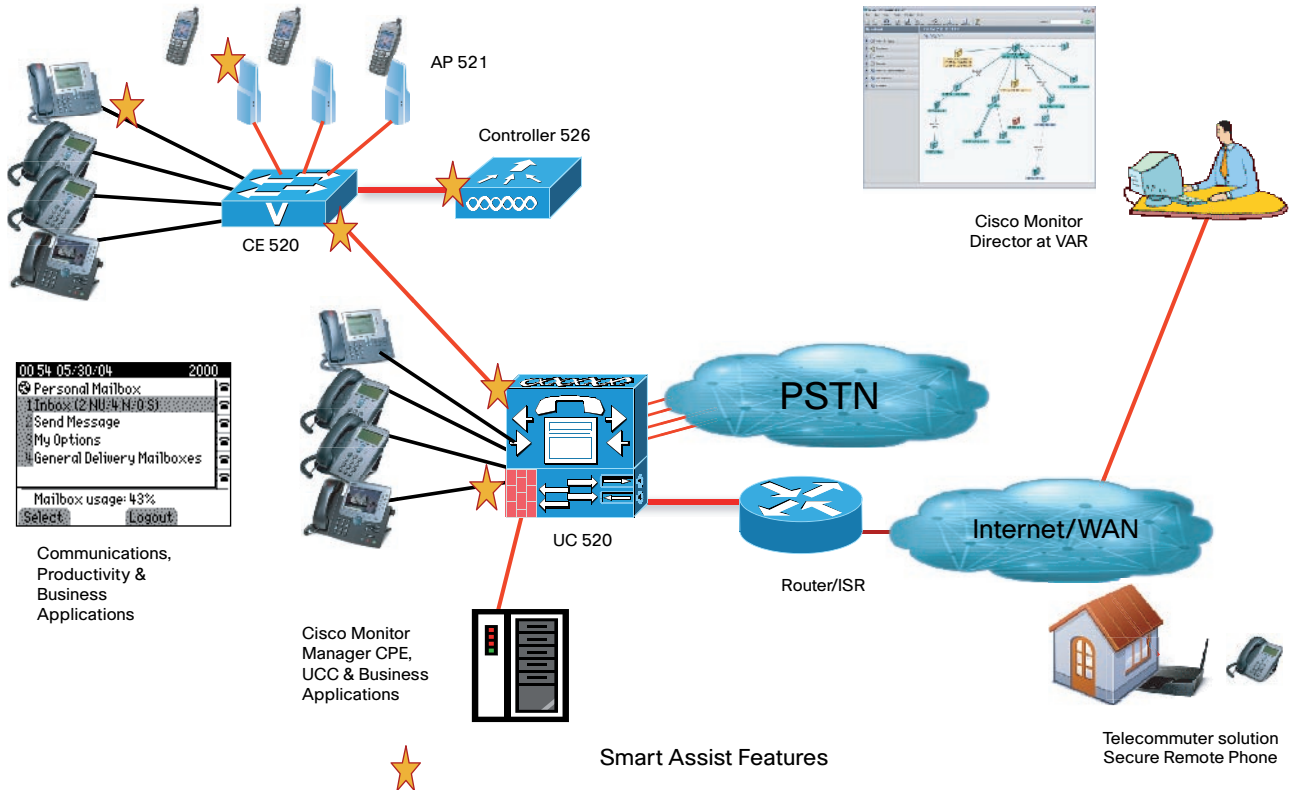 AP 521
Controller 526
CE 520
V
Cisco Monitor
Director at VAR
00 54 05/30/04 2000
Personal Mailbox
1 Inbox (2 NU/4 N/0 S)
2 Send Message
3 My Options
4 General Delivery Mailboxes
Mailbox usage: 43%
Select Logout
Communications,
Productivity &
Business
Applications
PSTN
UC 520
Router/ISR
Internet/WAN
Cisco Monitor
Manager CPE,
UCC & Business
Applications
Telecommuter solution
Secure Remote Phone
Smart Assist Features